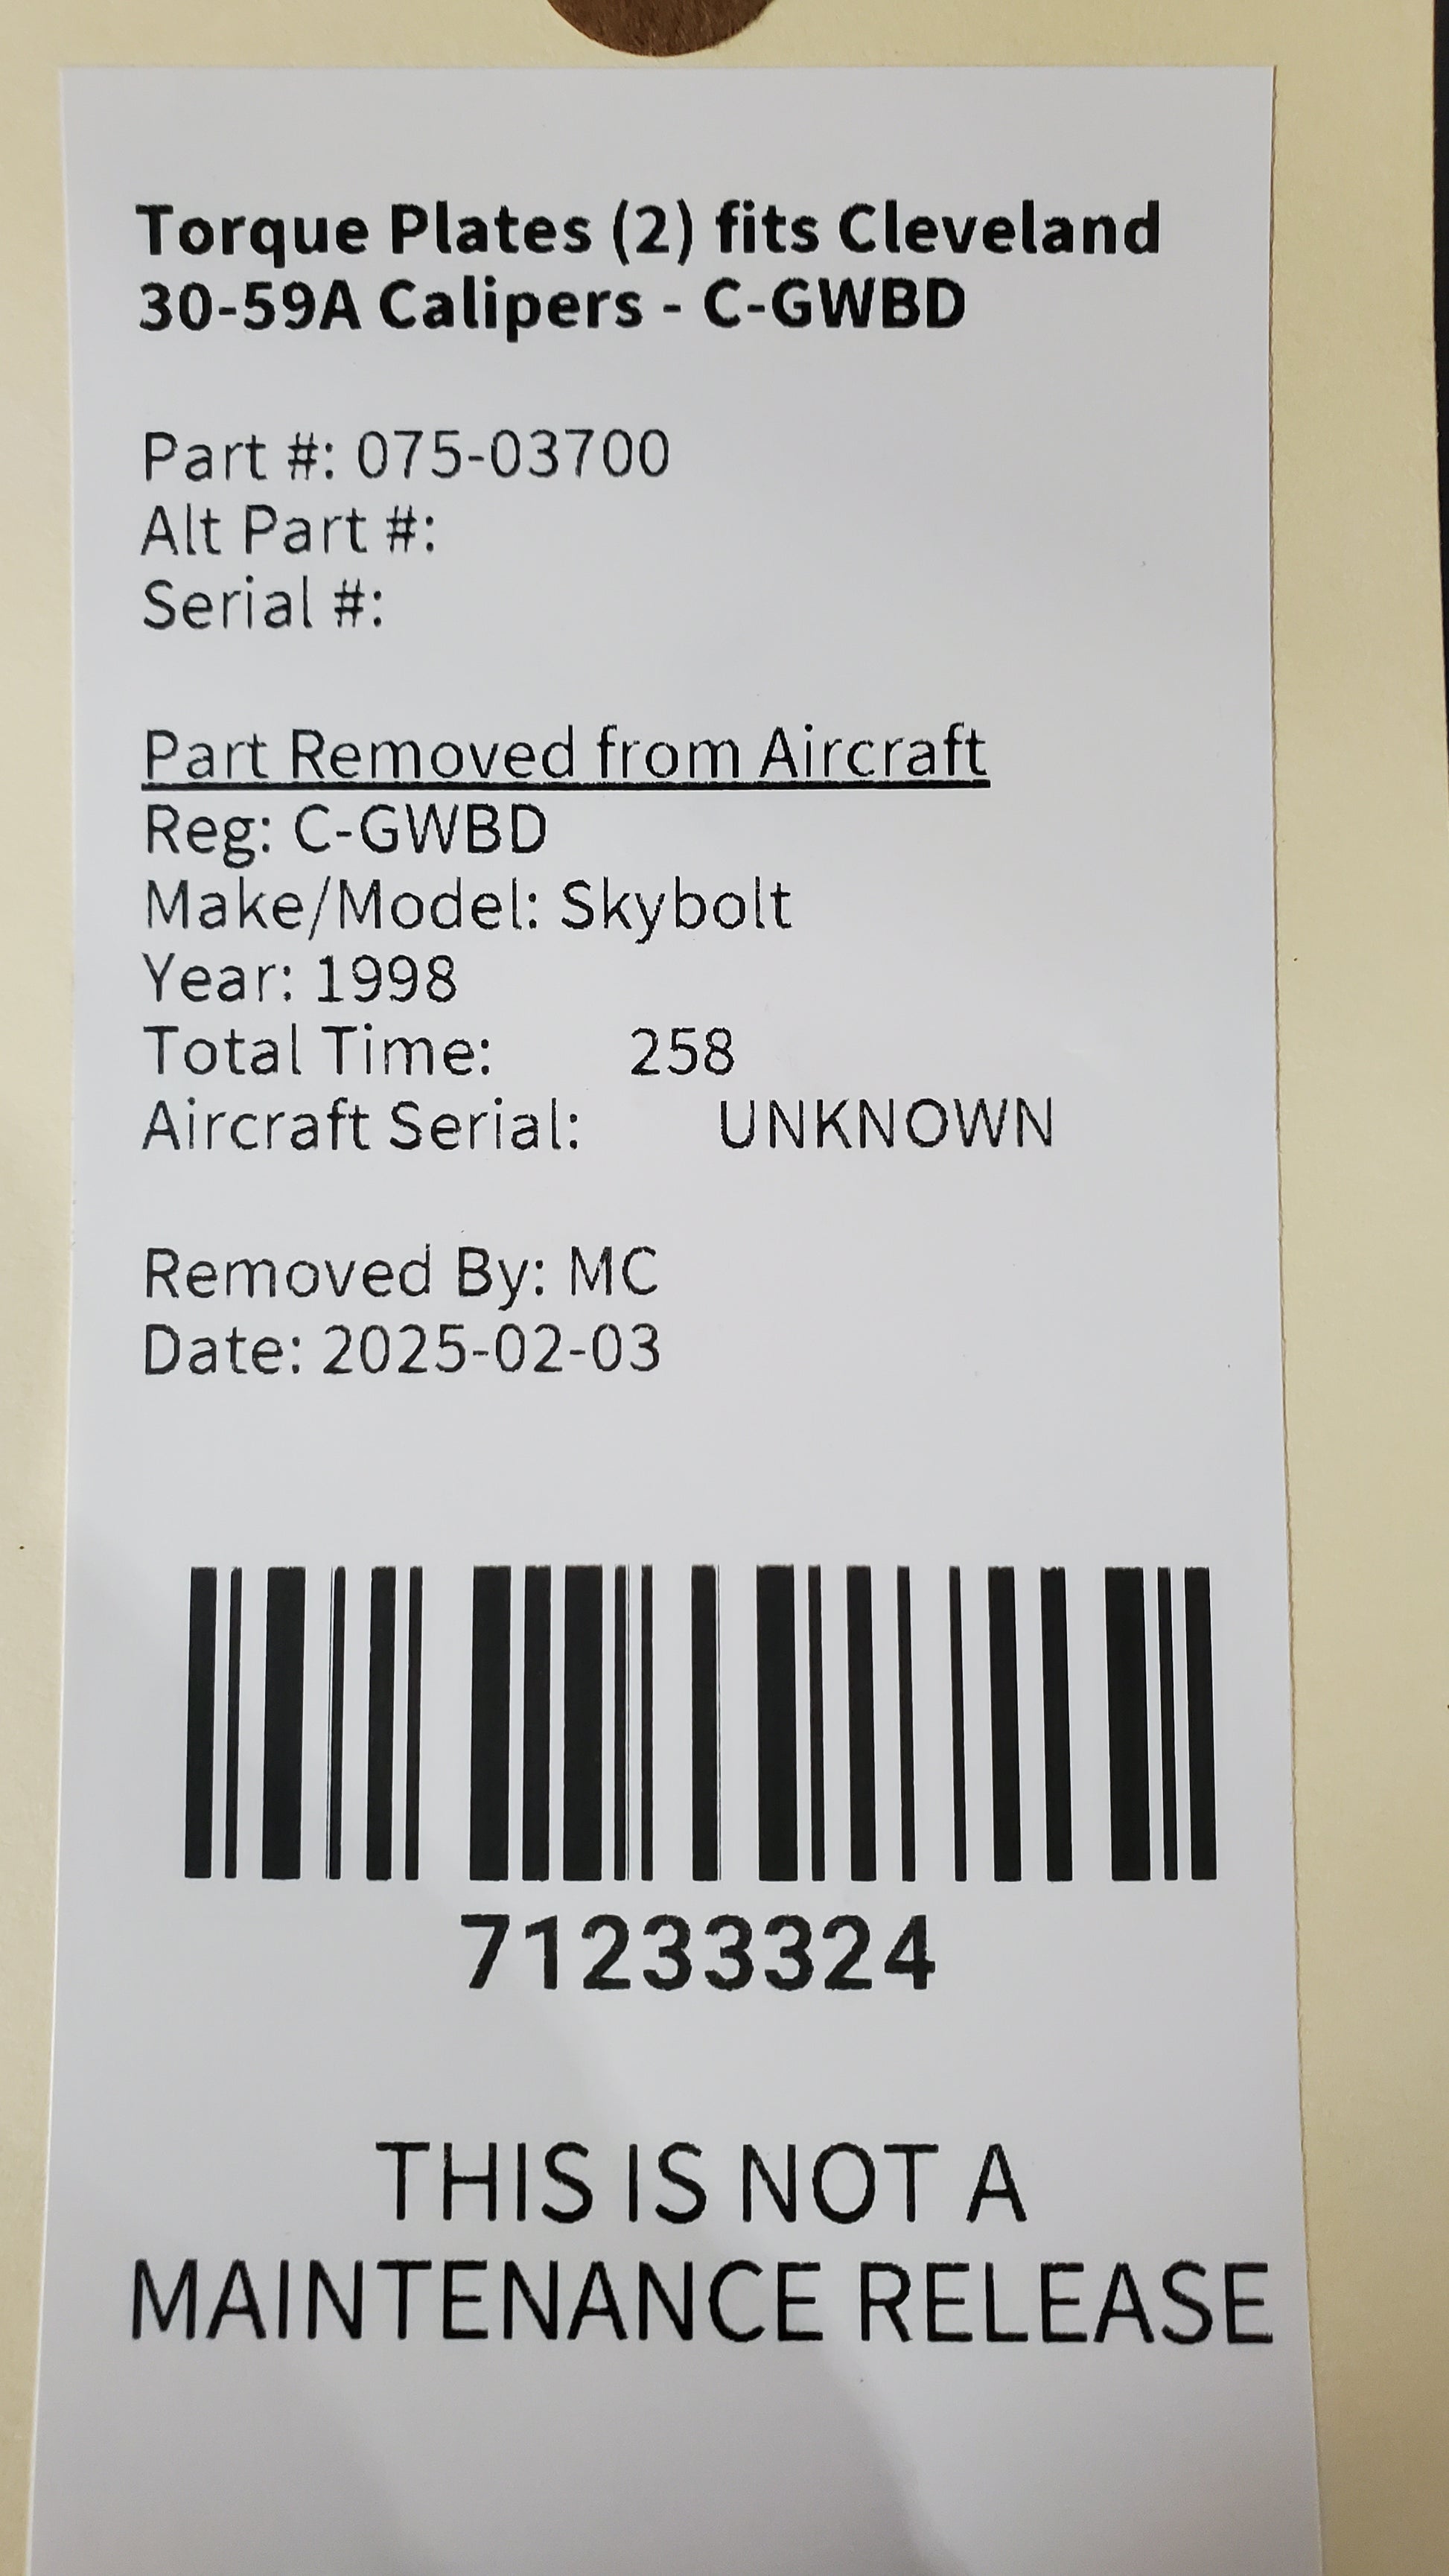 Torque Plates (2) fits Cleveland
30-59A Calipers - C-GWBD
Part #: 075-03700
Alt Part #:
Serial #:
Part Removed from Aircraft
Reg: C-GWBD
Make/Model: Skybolt
Year: 1998
Total Time: 258
Aircraft Serial: UNKNOWN
Removed By: MC
Date: 2025-02-03
71233324
THIS IS NOT A
MAINTENANCE RELEASE